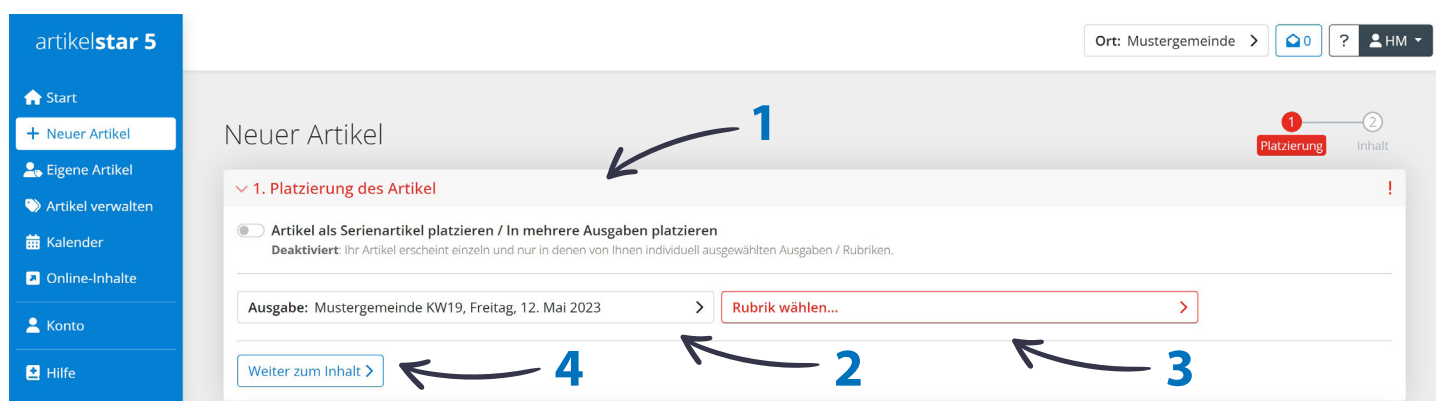 artikelstar 5
Ort: Mustergemeinde
0
?
HM
Start
+ Neuer Artikel
Eigene Artikel
Artikel verwalten
Kalender
Online-Inhalte
Konto
Hilfe
Neuer Artikel
1
1
2
Platzierung
Inhalt
1. Platzierung des Artikel
!
Artikel als Serienartikel platzieren / In mehrere Ausgaben platzieren
Deaktiviert: Ihr Artikel erscheint einzeln und nur in denen von Ihnen individuell ausgewählten Ausgaben / Rubriken.
Ausgabe: Mustergemeinde KW19, Freitag, 12. Mai 2023
Rubrik wählen...
Weiter zum Inhalt
4
2
3